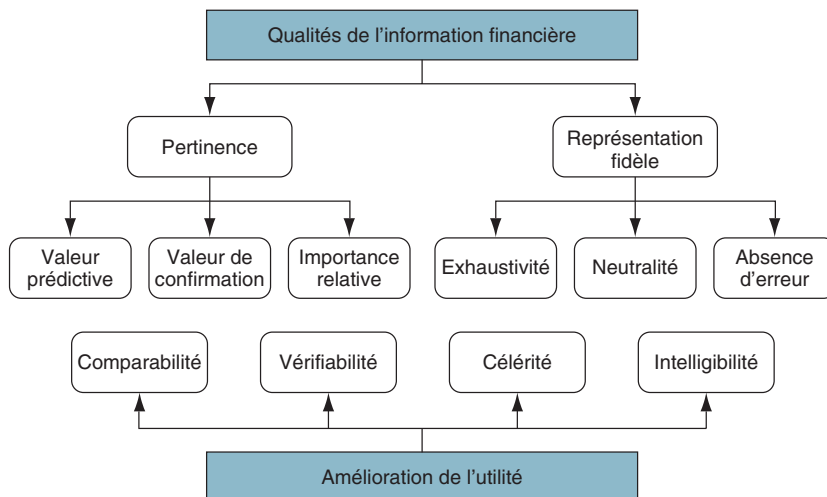 Qualités de l'information financière
Pertinence
Représentation
fidèle
Valeur
prédictive
Valeur de
confirmation
Importance
relative
Exhaustivité
Neutralité
Absence
d'erreur
Comparabilité
Vérifiabilité
Célérité
Intelligibilité
Amélioration de l'utilité